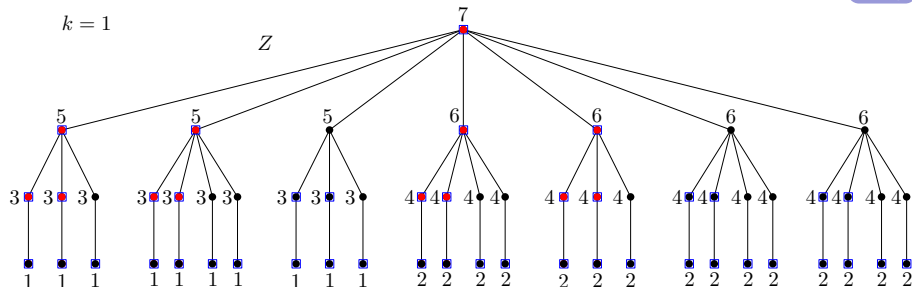 7
k = 1
Z
5 5 5 6 6 6 6
3 3 3 3 3 3 3 3 3 3 4 4 4 4 4 4 4 4 4 4 4 4 4 4 4
1 1 1 1 1 1 1 1 1 1 2 2 2 2 2 2 2 2 2 2 2 2 2 2 2